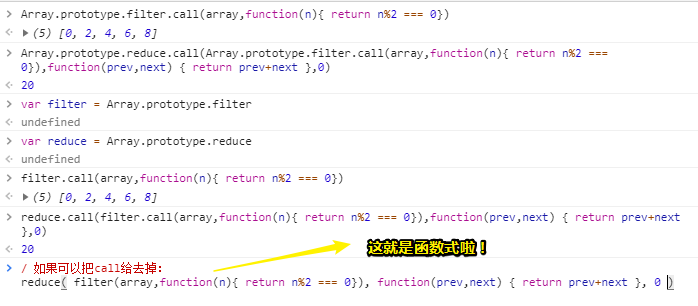 Array.prototype.filter.call(array,function(n){ return n%2 === 0})
(5) [0, 2, 4, 6, 8]
Array.prototype.reduce.call(Array.prototype.filter.call(array,function(n){ return n%2 ===
0}),function(prev,next) { return prev+next },0)
20
var filter = Array.prototype.filter
undefined
var reduce = Array.prototype.reduce
undefined
filter.call(array,function(n){ return n%2 === 0})
(5) [0, 2, 4, 6, 8]
reduce.call(filter.call(array,function(n){ return n%2 === 0}),function(prev,next) { return prev+next
},0)
20
这就是函数式啦！
/ 如果可以把call给去掉：
reduce( filter(array,function(n){ return n%2 === 0}), function(prev,next) { return prev+next }, 0 )